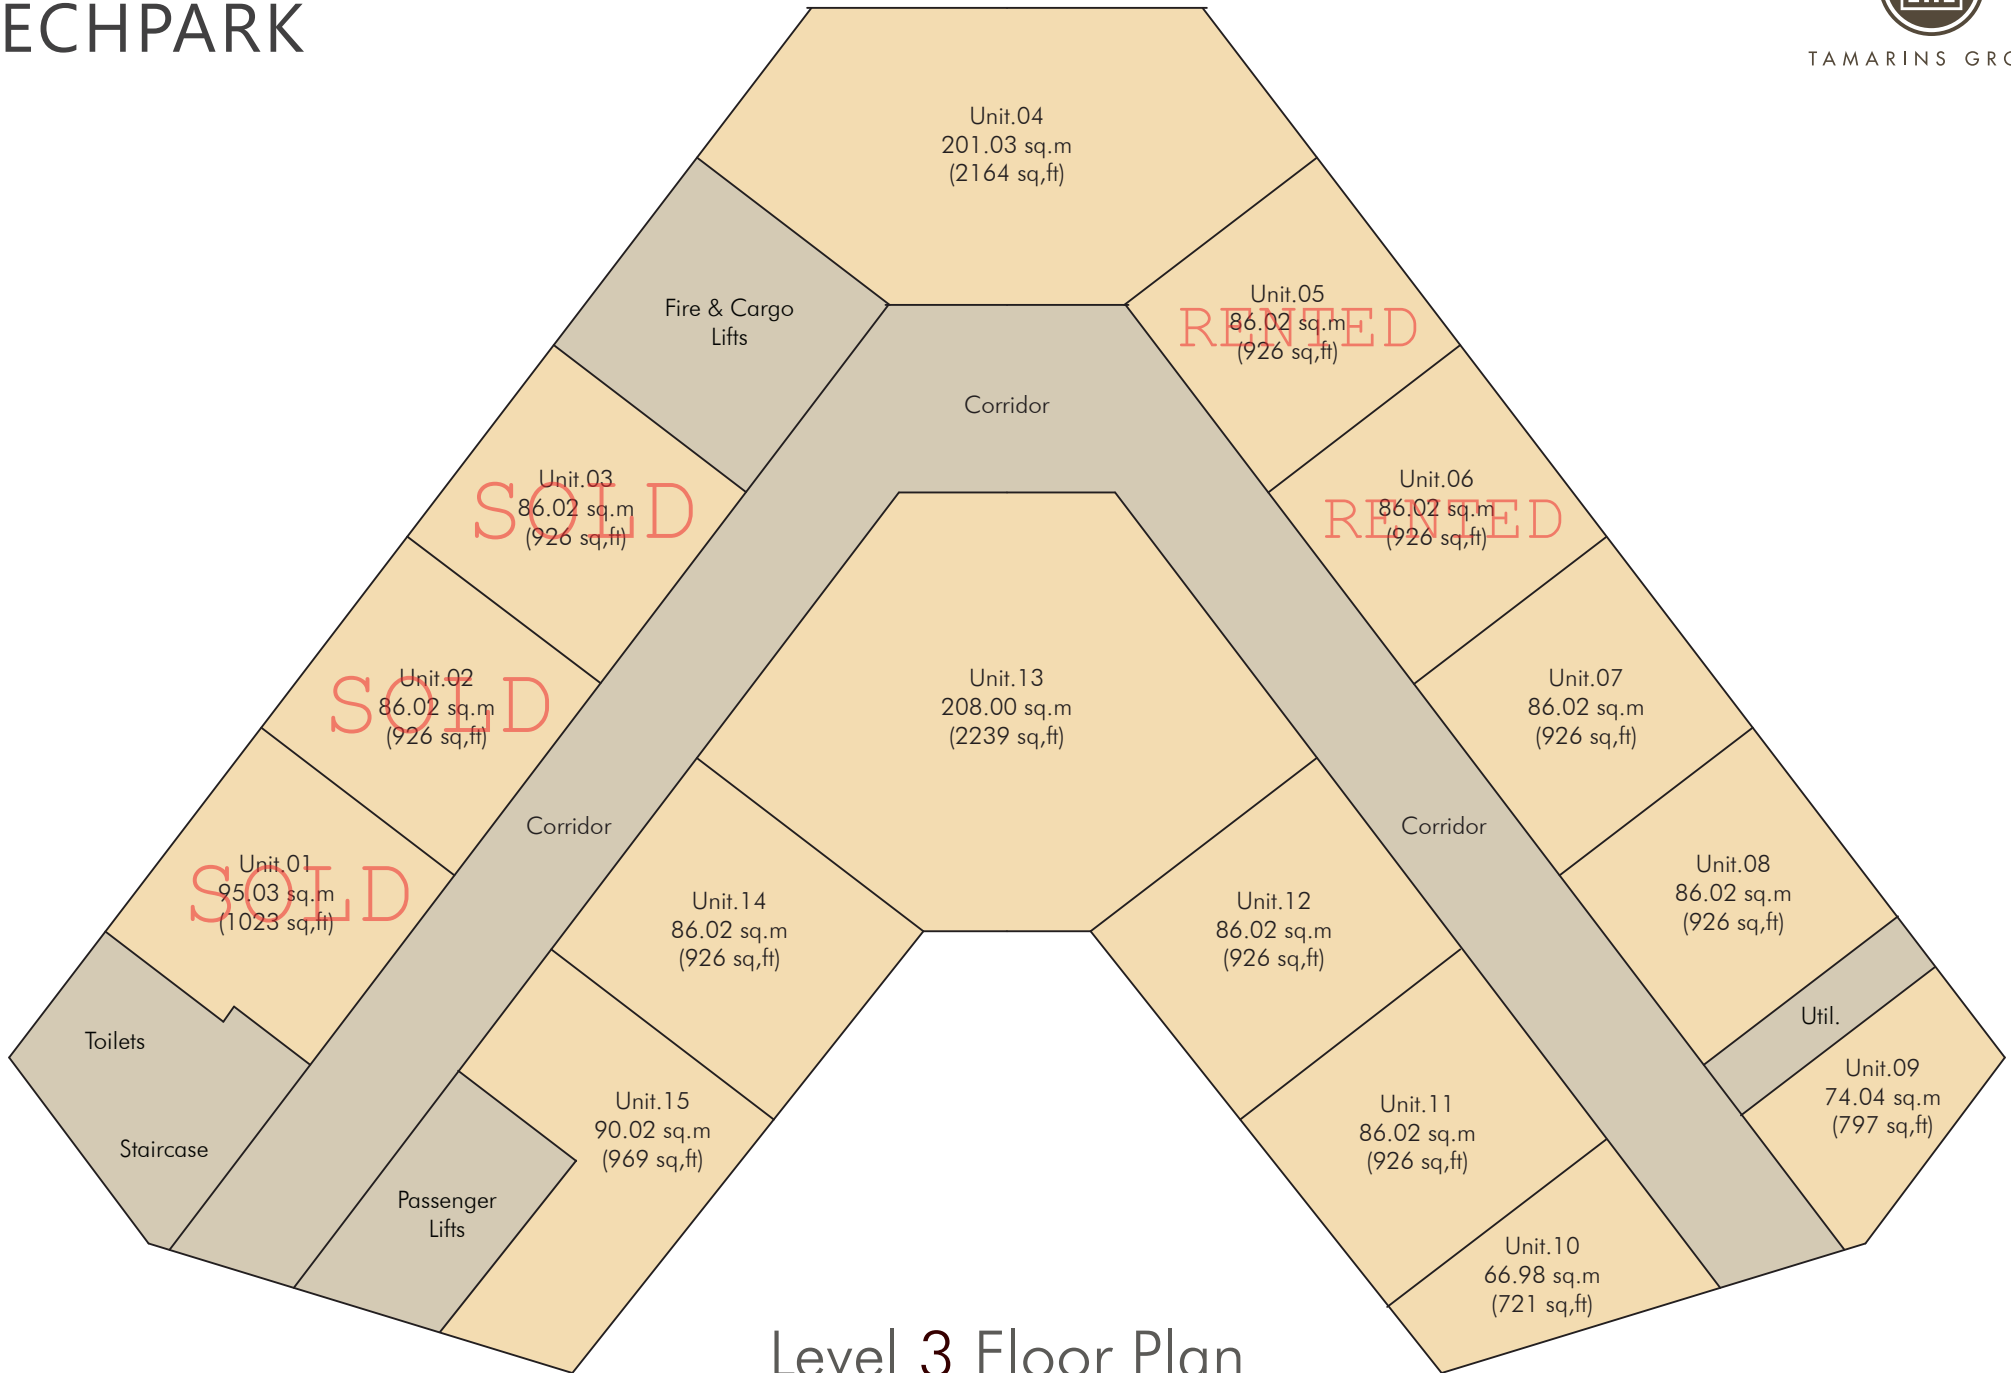 ECHPARK
TAMARINS GRO
Unit.04
201.03 sq.m
(2164 sq,ft)
Fire & Cargo
Lifts
Unit.05
86.02 sq.m
(926 sq,ft)
RENTED
Corridor
Unit.03
86.02 sq.m
(926 sq,ft)
SOLD
Unit.06
86.02 sq.m
(926 sq,ft)
RENTED
Unit.02
86.02 sq.m
(926 sq,ft)
SOLD
Unit.13
208.00 sq.m
(2239 sq,ft)
Unit.07
86.02 sq.m
(926 sq,ft)
Corridor
Corridor
Unit.01
95.03 sq.m
(1023 sq,ft)
SOLD
Unit.14
86.02 sq.m
(926 sq,ft)
Unit.12
86.02 sq.m
(926 sq,ft)
Unit.08
86.02 sq.m
(926 sq,ft)
Util.
Toilets
Staircase
Unit.15
90.02 sq.m
(969 sq,ft)
Unit.11
86.02 sq.m
(926 sq,ft)
Unit.09
74.04 sq.m
(797 sq,ft)
Passenger
Lifts
Unit.10
66.98 sq.m
(721 sq,ft)
Level 3 Floor Plan